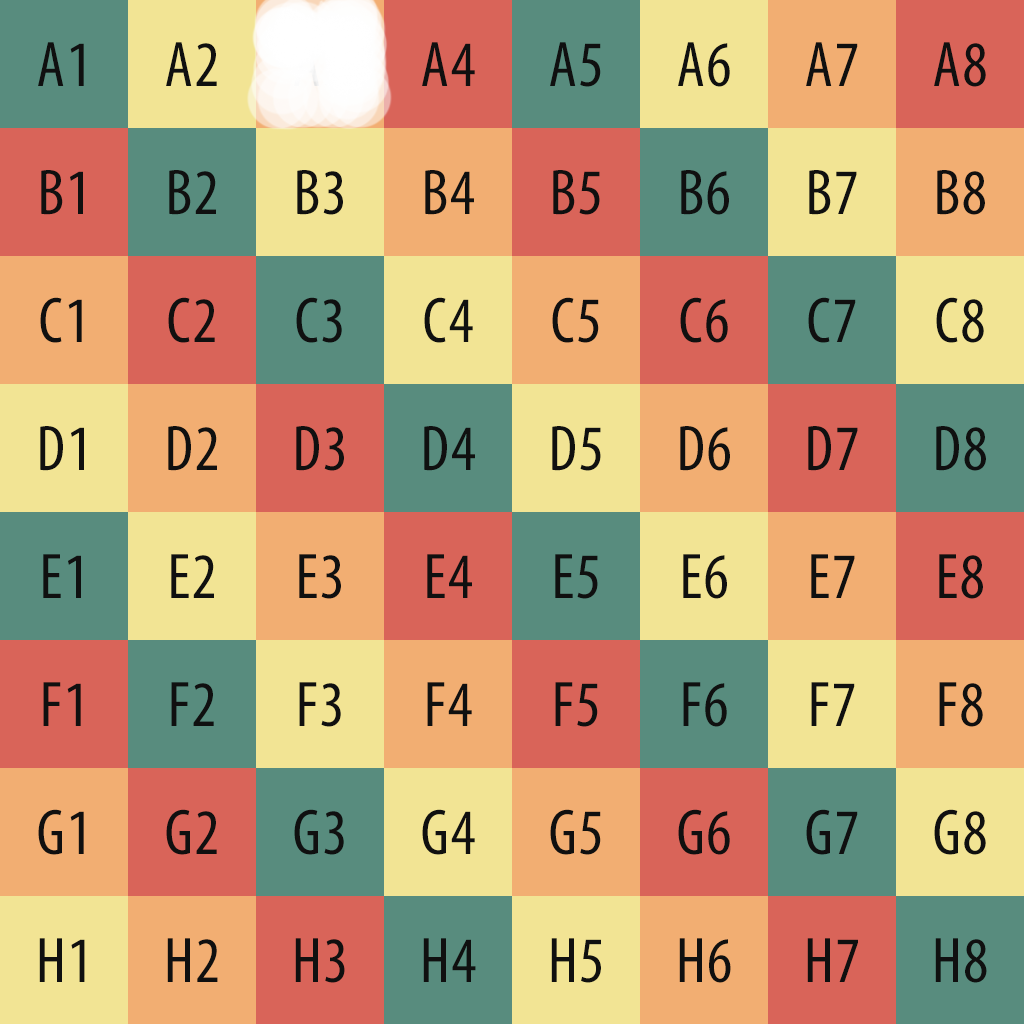 A1 A2 A4 A5 A6 A7 A8
B1 B2 B3 B4 B5 B6 B7 B8
C1 C2 C3 C4 C5 C6 C7 C8
D1 D2 D3 D4 D5 D6 D7 D8
E1 E2 E3 E4 E5 E6 E7 E8
F1 F2 F3 F4 F5 F6 F7 F8
G1 G2 G3 G4 G5 G6 G7 G8
H1 H2 H3 H4 H5 H6 H7 H8